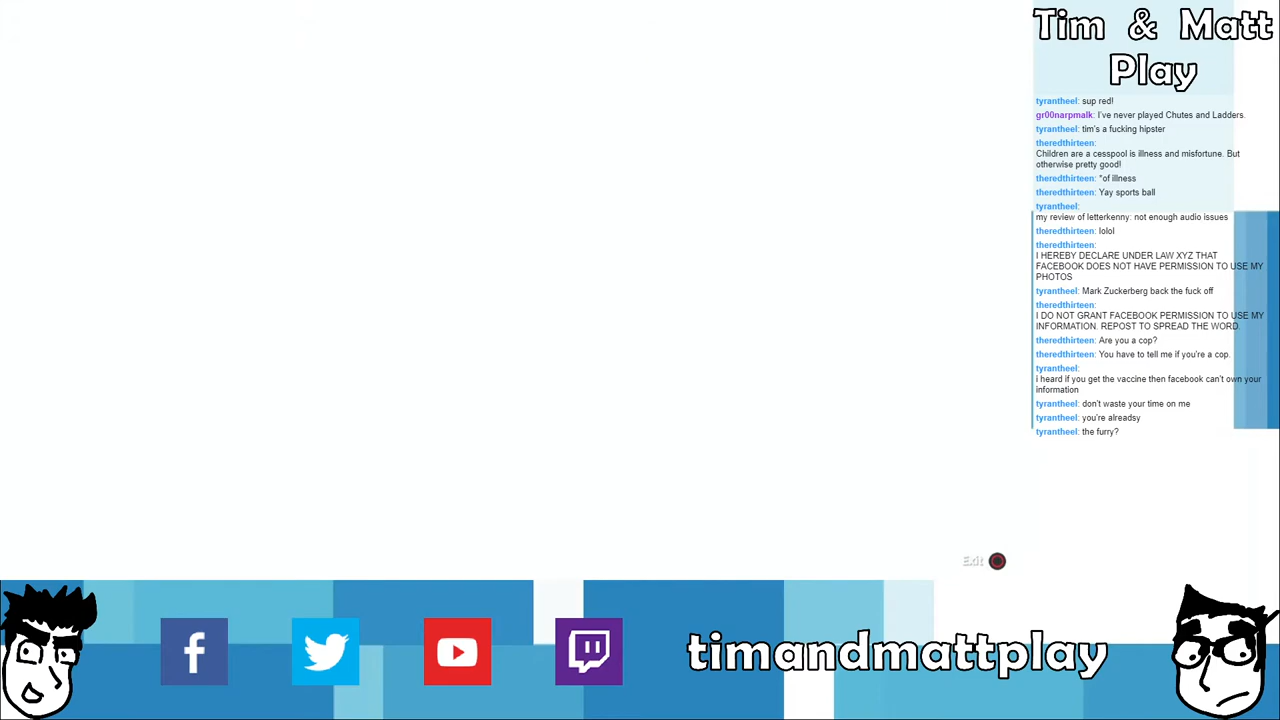 Tim & Matt
Play
tyrantheel: sup red!
gr00narpmalk: I've never played Chutes and Ladders.
tyrantheel: tim's a fucking hipster
theredthirteen:
Children are a cesspool is illness and misfortune. But
otherwise pretty good!
theredthirteen: *of illness
theredthirteen: Yay sports ball
tyrantheel:
my review of letterkenny: not enough audio issues
theredthirteen: lolol
theredthirteen:
I HEREBY DECLARE UNDER LAW XYZ THAT
FACEBOOK DOES NOT HAVE PERMISSION TO USE MY
PHOTOS
tyrantheel: Mark Zuckerberg back the fuck off
theredthirteen:
I DO NOT GRANT FACEBOOK PERMISSION TO USE MY
INFORMATION. REPOST TO SPREAD THE WORD.
theredthirteen: Are you a cop?
theredthirteen: You have to tell me if you're a cop.
tyrantheel:
i heard if you get the vaccine then facebook can't own your
information
tyrantheel: don't waste your time on me
tyrantheel: you're alreadsy
tyrantheel: the furry?
Exit
timandmattplay